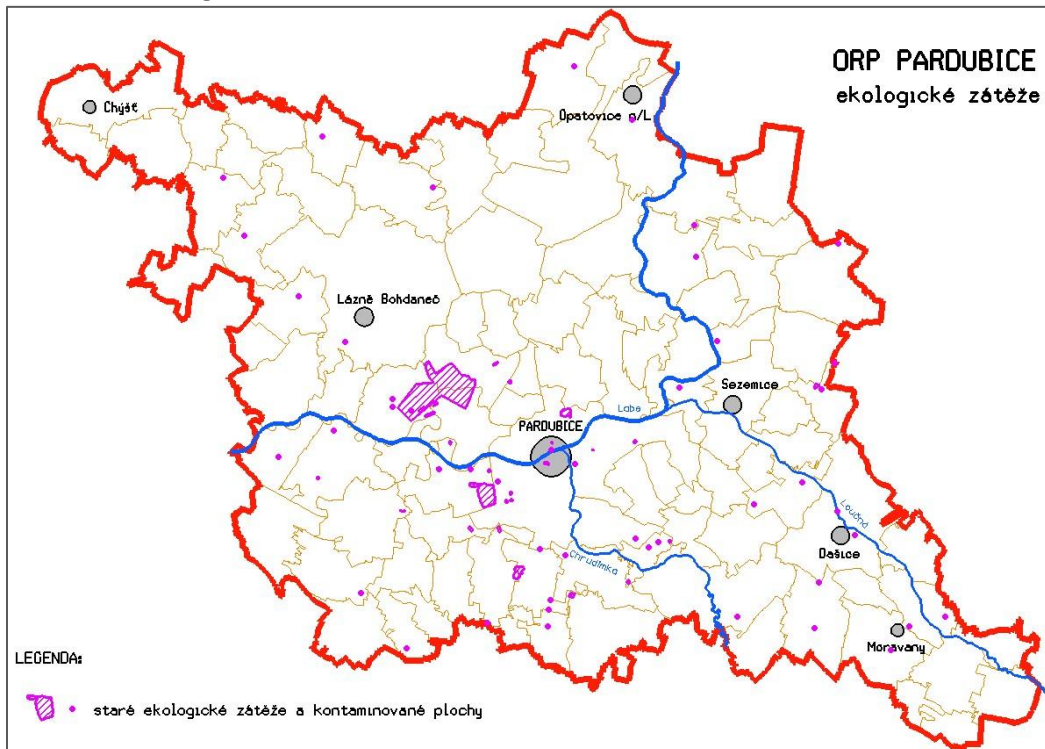 ORP PARDUBICE
ekologické zátěže
Chýšť
Opatovice n/L
Lázně Bohdaneč
Sezemice
Labe
PARDUBICE
Loučná
Dašice
Chrudimka
Moravany
LEGENDA:
staré ekologické zátěže a kontaminované plochy